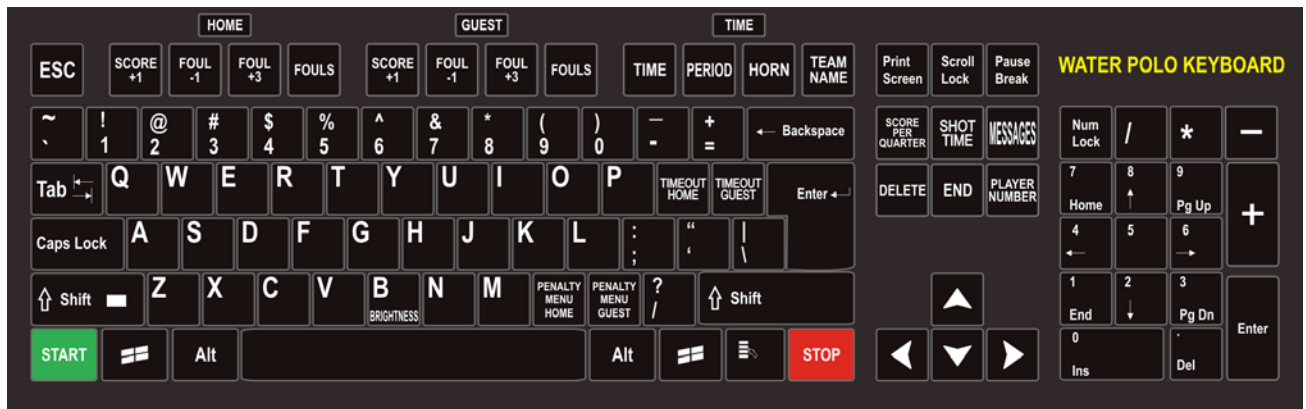 HOME GUEST TIME
ESC SCORE +1 FOUL -1 FOUL +3 FOULS SCORE +1 FOUL -1 FOUL +3 FOULS TIME PERIOD HORN TEAM NAME Print Screen Scroll Lock Pause Break WATER POLO KEYBOARD
~ ! @ # $ % ^ & * ( ) — +
` 1 2 3 4 5 6 7 8 9 0 - = ← Backspace SCORE PER QUARTER SHOT TIME MESSAGES Num Lock / * —
Tab Q W E R T Y U I O P TIMEOUT HOME TIMEOUT GUEST Enter ↵ DELETE END PLAYER NUMBER 7 Home 8 ↑ 9 Pg Up +
Caps Lock A S D F G H J K L : ; “ ‘ | \ 4 ← 5 6 →
⇧ Shift Z X C V B BRIGHTNESS N M PENALTY MENU HOME PENALTY MENU GUEST ? / ⇧ Shift 1 End 2 ↓ 3 Pg Dn Enter
START Alt Alt STOP 0 Ins . Del